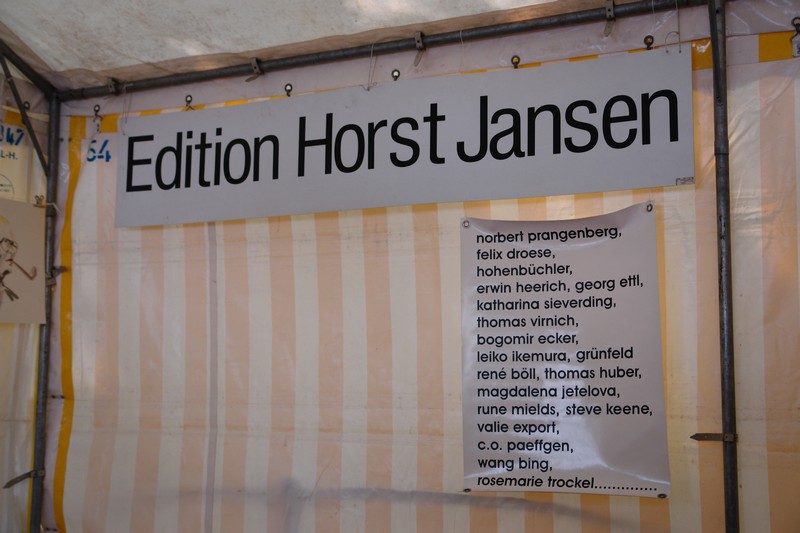 Edition Horst Jansen
64
L-H.
norbert prangenberg,
felix droese,
hohenbüchler,
erwin heerich, georg ettl,
katharina sieverding,
thomas virnich,
bogomir ecker,
leiko ikemura, grünfeld
rené böll, thomas huber,
magdalena jetelova,
rune mields, steve keene,
valie export,
c.o. paeffgen,
wang bing,
rosemarie trockel..............